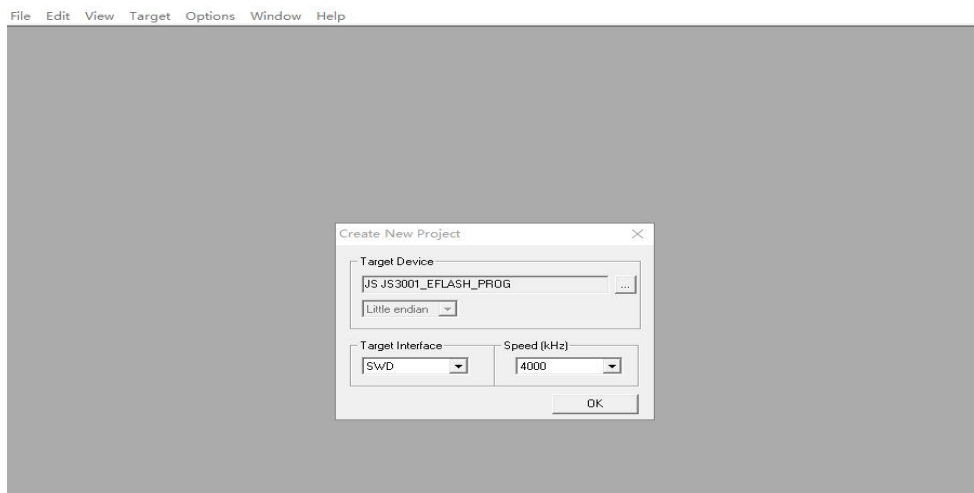 File Edit View Target Options Window Help
Create New Project
Target Device
JS JS3001_EFLASH_PROG ...
Little endian
Target Interface Speed (kHz)
SWD 4000
OK